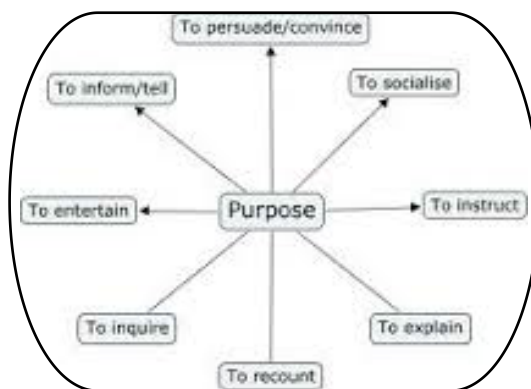 To persuade/convince
To socialise
To inform/tell
To entertain
Purpose
To instruct
To inquire
To explain
To recount